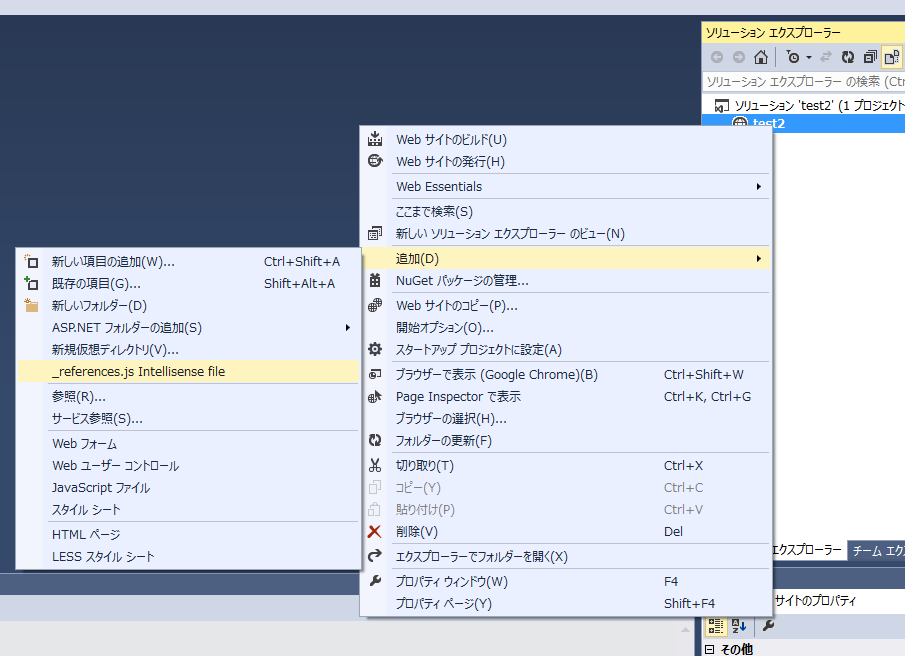 ソリューション エクスプローラー
ソリューション エクスプローラー の検索 (Ctr
ソリューション 'test2' (1 プロジェクト
test2
Web サイトのビルド(U)
Web サイトの発行(H)
Web Essentials
ここまで検索(S)
新しい ソリューション エクスプローラー のビュー(N)
追加(D)
NuGet パッケージの管理...
Web サイトのコピー(P)...
開始オプション(O)...
スタートアップ プロジェクトに設定(A)
ブラウザーで表示 (Google Chrome)(B) Ctrl+Shift+W
Page Inspector で表示 Ctrl+K, Ctrl+G
ブラウザーの選択(H)...
フォルダーの更新(F)
切り取り(T) Ctrl+X
コピー(Y) Ctrl+C
貼り付け(P) Ctrl+V
削除(V) Del
エクスプローラーでフォルダーを開く(X)
プロパティ ウィンドウ(W) F4
プロパティ ページ(Y) Shift+F4
新しい項目の追加(W)... Ctrl+Shift+A
既存の項目(G)... Shift+Alt+A
新しいフォルダー(D)
ASP.NET フォルダーの追加(S)
新規仮想ディレクトリ(V)...
_references.js Intellisense file
参照(R)...
サービス参照(S)...
Web フォーム
Web ユーザー コントロール
JavaScript ファイル
スタイル シート
HTML ページ
LESS スタイル シート
エクスプローラー チーム エクス
サイトのプロパティ
その他